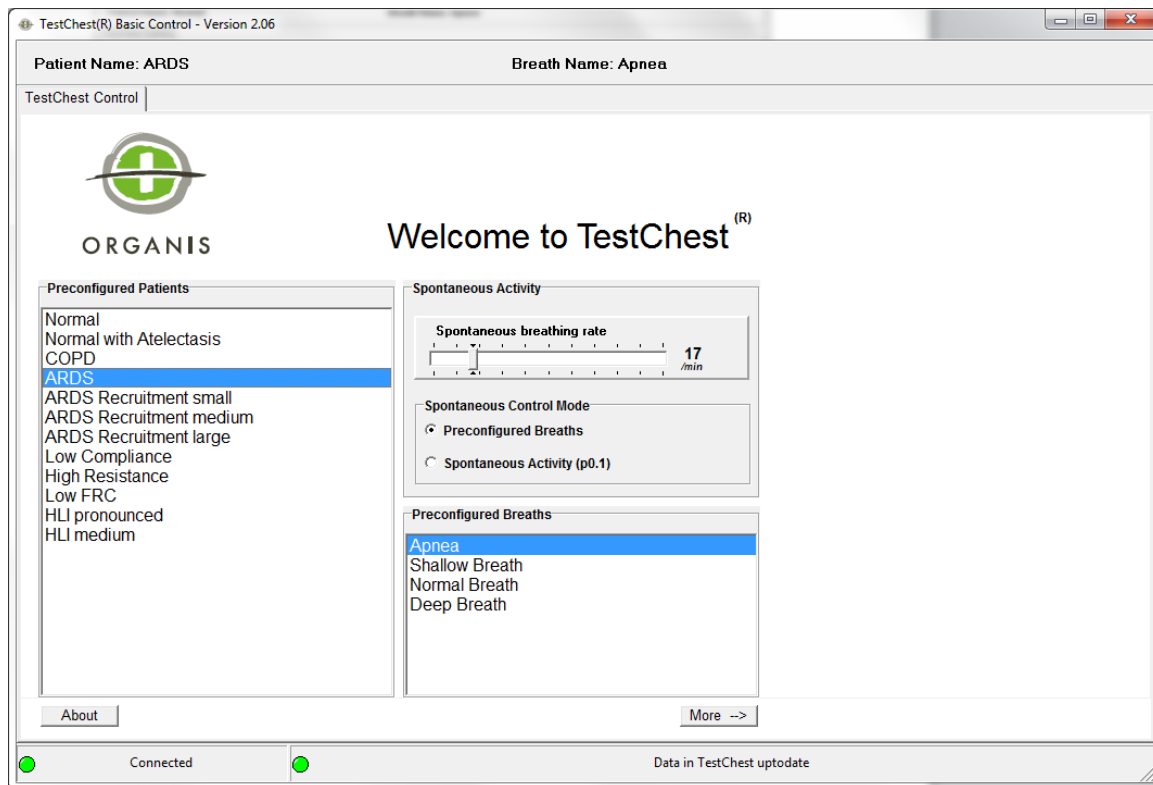 TestChest(R) Basic Control - Version 2.06
Patient Name: ARDS
Breath Name: Apnea
TestChest Control
ORGANIS
Welcome to TestChest (R)
Preconfigured Patients
Normal
Normal with Atelectasis
COPD
ARDS
ARDS Recruitment small
ARDS Recruitment medium
ARDS Recruitment large
Low Compliance
High Resistance
Low FRC
HLI pronounced
HLI medium
Spontaneous Activity
Spontaneous breathing rate
17
/min
Spontaneous Control Mode
Preconfigured Breaths
Spontaneous Activity (p0.1)
Preconfigured Breaths
Apnea
Shallow Breath
Normal Breath
Deep Breath
About
More -->
Connected
Data in TestChest uptodate